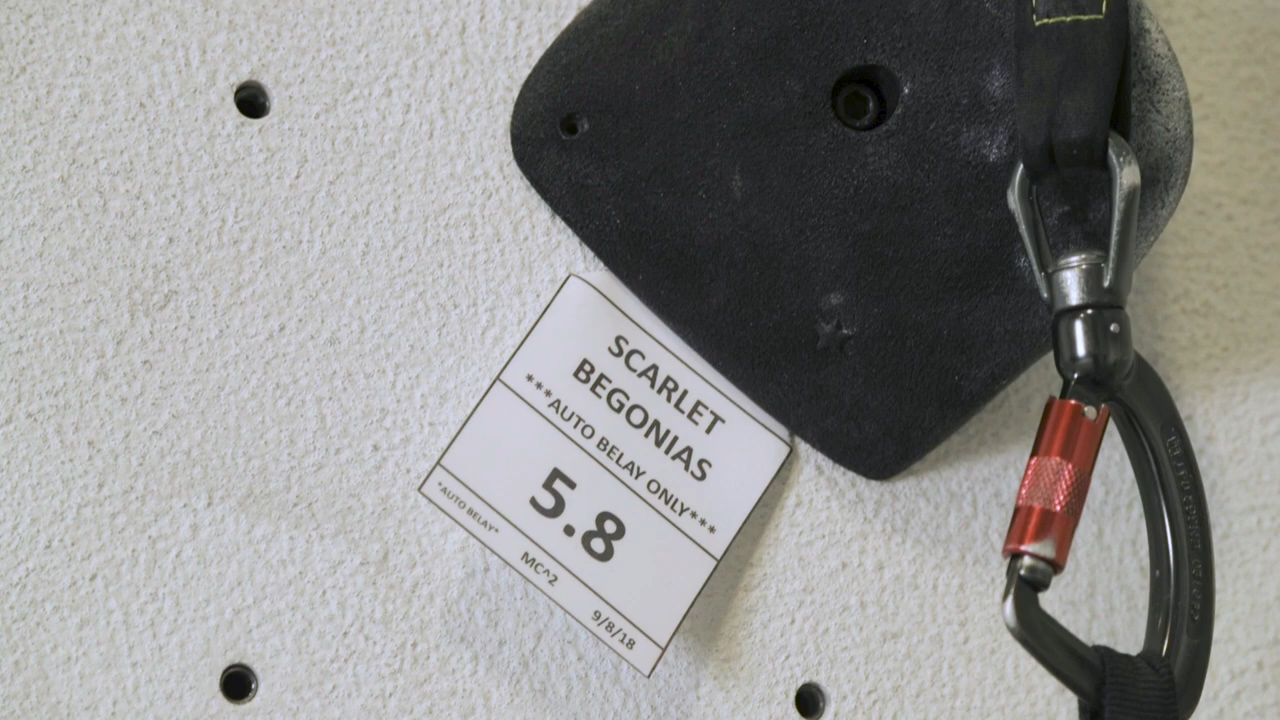 SCARLET
BEGONIAS
***AUTO BELAY ONLY***
5.8
*AUTO BELAY*
MC^2
9/8/18